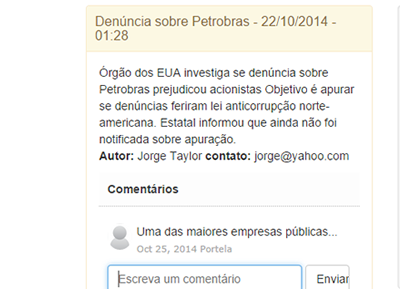 Denúncia sobre Petrobras - 22/10/2014 -
01:28
Órgão dos EUA investiga se denúncia sobre
Petrobras prejudicou acionistas Objetivo é apurar
se denúncias feriram lei anticorrupção norte-
americana. Estatal informou que ainda não foi
notificada sobre apuração.
Autor: Jorge Taylor contato: jorge@yahoo.com
Comentários
Uma das maiores empresas públicas...
Oct 25, 2014 Portela
Escreva um comentário Enviar